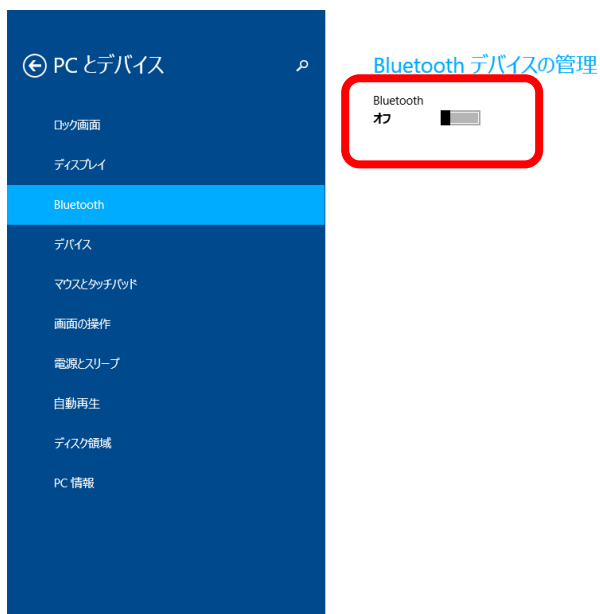 PC とデバイス
ロック画面
ディスプレイ
Bluetooth
デバイス
マウスとタッチパッド
画面の操作
電源とスリープ
自動再生
ディスク領域
PC 情報
Bluetooth デバイスの管理
Bluetooth
オフ